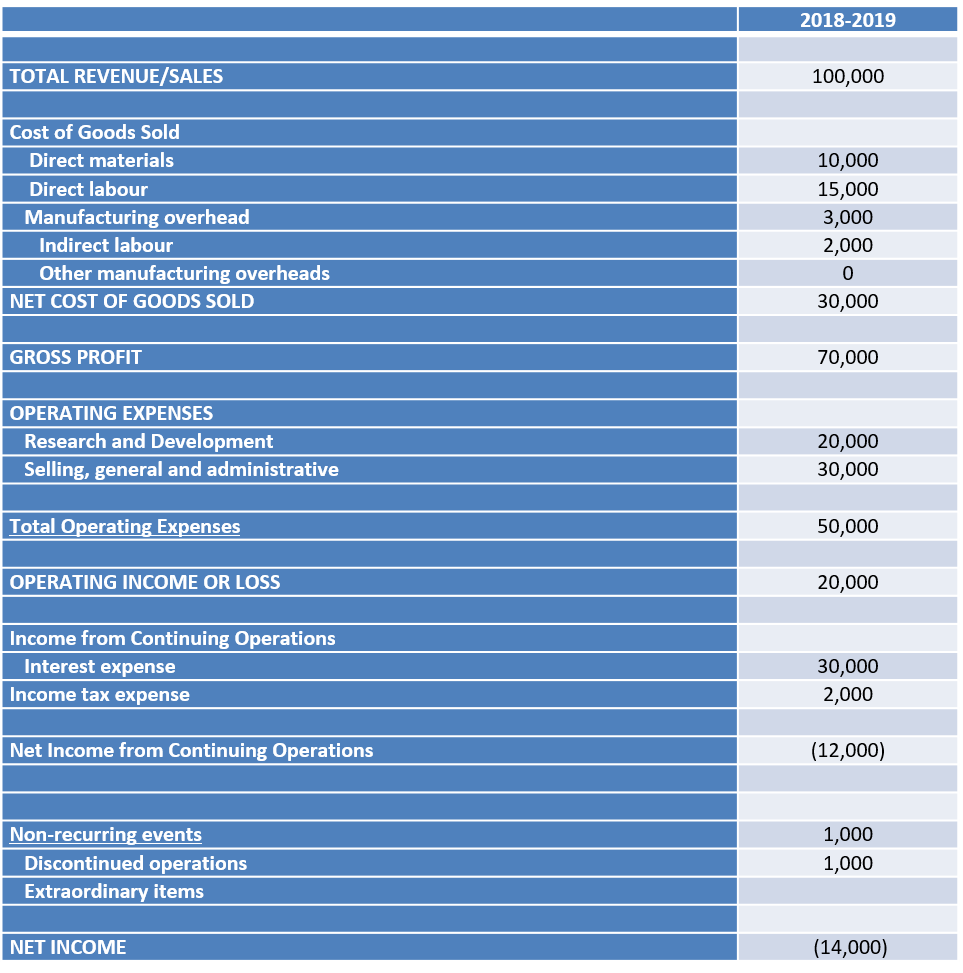 2018-2019
TOTAL REVENUE/SALES 100,000
Cost of Goods Sold
Direct materials 10,000
Direct labour 15,000
Manufacturing overhead 3,000
Indirect labour 2,000
Other manufacturing overheads 0
NET COST OF GOODS SOLD 30,000
GROSS PROFIT 70,000
OPERATING EXPENSES
Research and Development 20,000
Selling, general and administrative 30,000
Total Operating Expenses 50,000
OPERATING INCOME OR LOSS 20,000
Income from Continuing Operations
Interest expense 30,000
Income tax expense 2,000
Net Income from Continuing Operations (12,000)
Non-recurring events 1,000
Discontinued operations 1,000
Extraordinary items
NET INCOME (14,000)